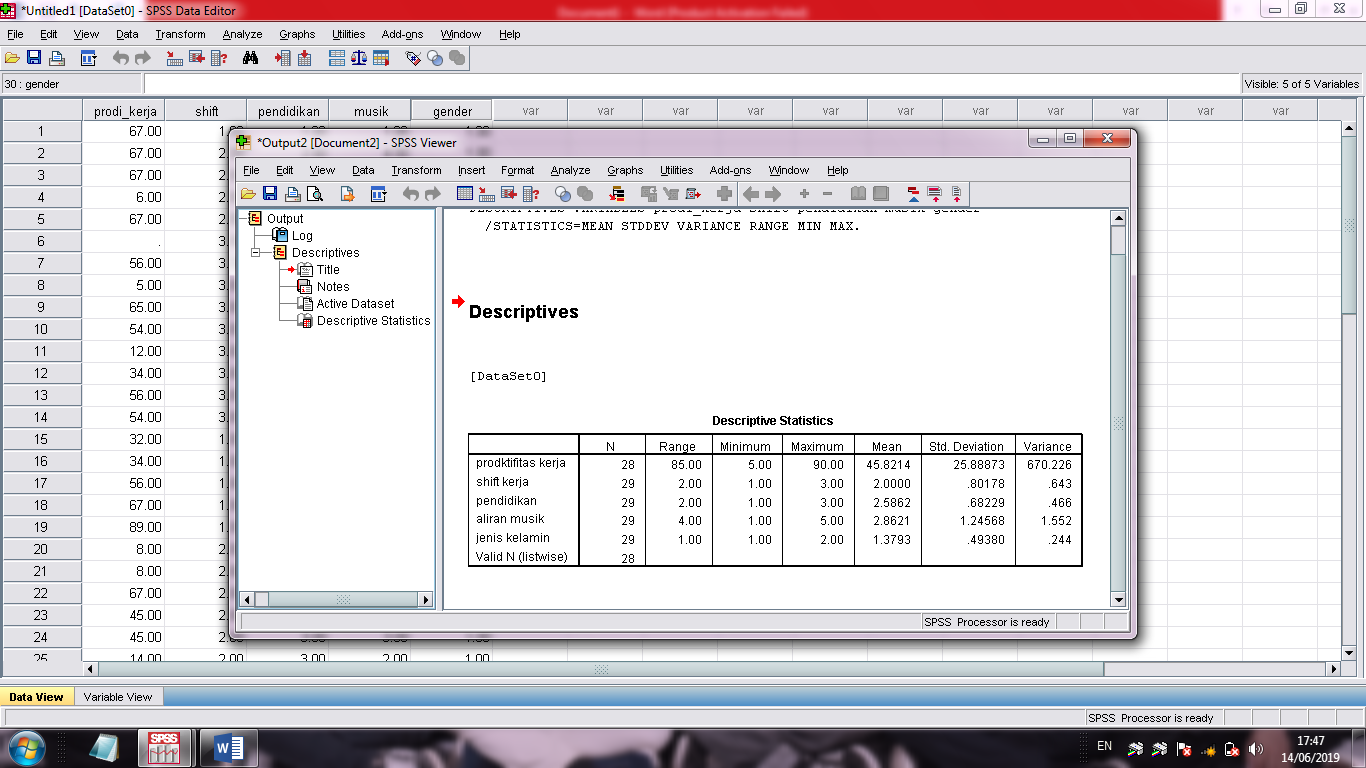 *Untitled1 [DataSet0] - SPSS Data Editor
Document1 - Word (Product Activation Failed)
File Edit View Data Transform Analyze Graphs Utilities Add-ons Window Help
30 : gender
Visible: 5 of 5 Variables
prodi_kerja shift pendidikan musik gender var var var var var var var var var var var
1 67.00
2 67.00
3 67.00
4 6.00
5 67.00
6 .
7 56.00
8 5.00
9 65.00
10 54.00
11 12.00
12 34.00
13 56.00
14 54.00
15 32.00
16 34.00
17 56.00
18 67.00
19 89.00
20 8.00
21 8.00
22 67.00
23 45.00
24 45.00
25 14.00 2.00 3.00 2.00 1.00
*Output2 [Document2] - SPSS Viewer
File Edit View Data Transform Insert Format Analyze Graphs Utilities Add-ons Window Help
Output
Log
Descriptives
Title
Notes
Active Dataset
Descriptive Statistics
DESCRIPTIVES VARIABLES=prodi_kerja shift pendidikan musik gender
/STATISTICS=MEAN STDDEV VARIANCE RANGE MIN MAX.
Descriptives
[DataSet0]
Descriptive Statistics
N Range Minimum Maximum Mean Std. Deviation Variance
prodktifitas kerja 28 85.00 5.00 90.00 45.8214 25.88873 670.226
shift kerja 29 2.00 1.00 3.00 2.0000 .80178 .643
pendidikan 29 2.00 1.00 3.00 2.5862 .68229 .466
aliran musik 29 4.00 1.00 5.00 2.8621 1.24568 1.552
jenis kelamin 29 1.00 1.00 2.00 1.3793 .49380 .244
Valid N (listwise) 28
SPSS Processor is ready
Data View Variable View
SPSS Processor is ready
SPSS
EN
17:47
14/06/2019